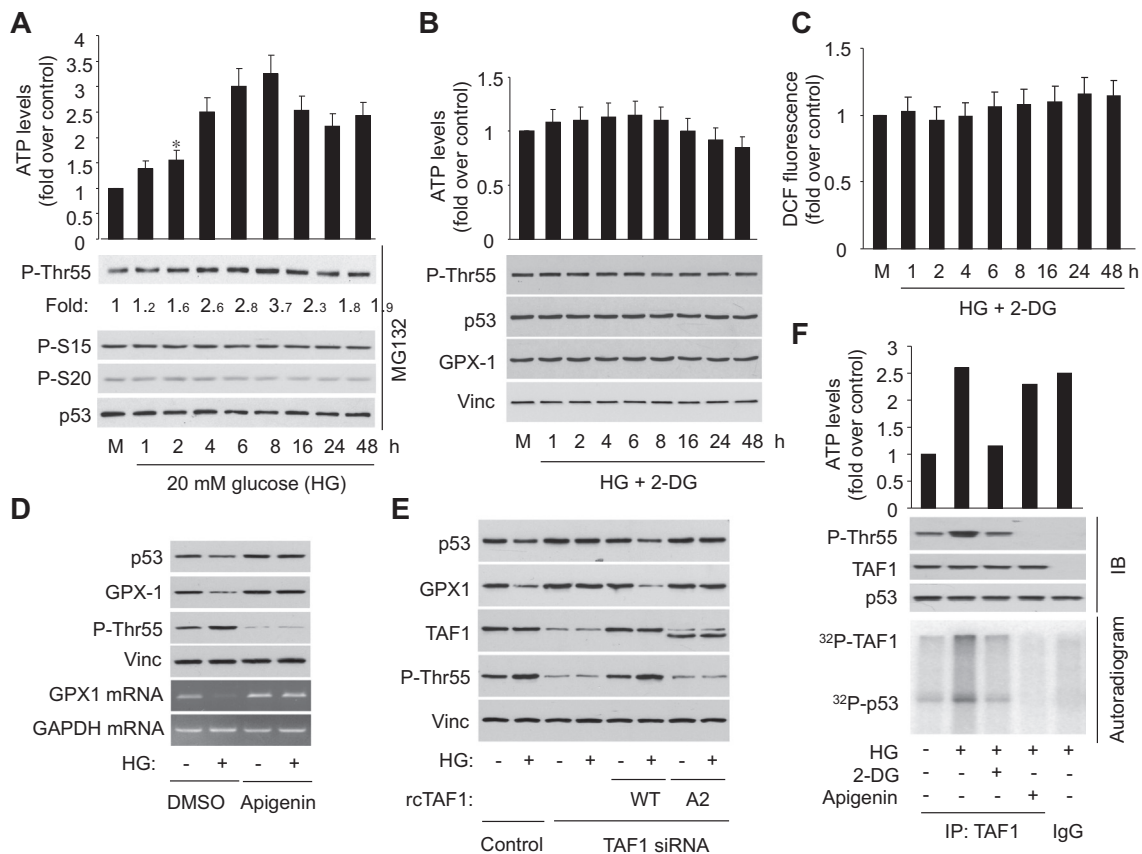 A
ATP levels
(fold over control)
4
3.5
3
2.5
2
1.5
1
0.5
0
*
P-Thr55
Fold: 1 1.2 1.6 2.6 2.8 3.7 2.3 1.8 1.9
P-S15
P-S20
p53
MG132
M 1 2 4 6 8 16 24 48 h
20 mM glucose (HG)
B
ATP levels
(fold over control)
1.5
1
0.5
0
P-Thr55
p53
GPX-1
Vinc
M 1 2 4 6 8 16 24 48 h
HG + 2-DG
C
DCF fluorescence
(fold over control)
1.5
1
0.5
0
M 1 2 4 6 8 16 24 48 h
HG + 2-DG
D
p53
GPX-1
P-Thr55
Vinc
GPX1 mRNA
GAPDH mRNA
HG: - + - +
DMSO Apigenin
E
p53
GPX1
TAF1
P-Thr55
Vinc
HG: - + - + - + - +
rcTAF1: WT A2
Control TAF1 siRNA
F
ATP levels
(fold over control)
2.5
2
1.5
1
0.5
0
P-Thr55
TAF1
p53
IB
32P-TAF1
32P-p53
Autoradiogram
HG - + + + +
2-DG - - + - -
Apigenin - - - + -
IP: TAF1 IgG